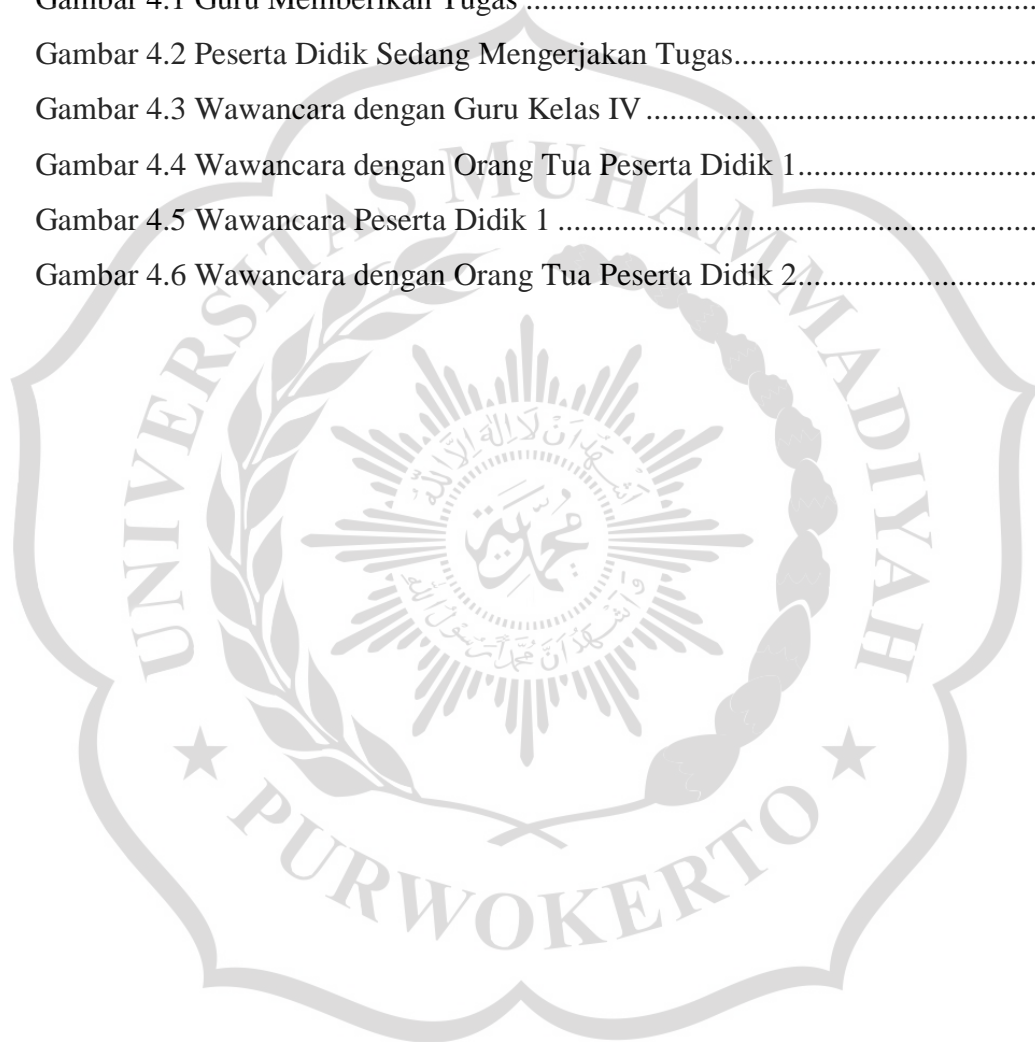 Gambar 4.1 Guru Memberikan Tugas ................................................................
Gambar 4.2 Peserta Didik Sedang Mengerjakan Tugas......................................
Gambar 4.3 Wawancara dengan Guru Kelas IV .................................................
Gambar 4.4 Wawancara dengan Orang Tua Peserta Didik 1..............................
Gambar 4.5 Wawancara Peserta Didik 1 ............................................................
Gambar 4.6 Wawancara dengan Orang Tua Peserta Didik 2..............................
UNIVERSITAS MUHAMMADIYAH
اَشْهَدُ اَنْ لَا اِلٰهَ اِلَّا اللهُ
مُحَمَّدِيَّة
وَاَشْهَدُ اَنَّ مُحَمَّدًا رَسُوْلُ اللهِ
PURWOKERTO